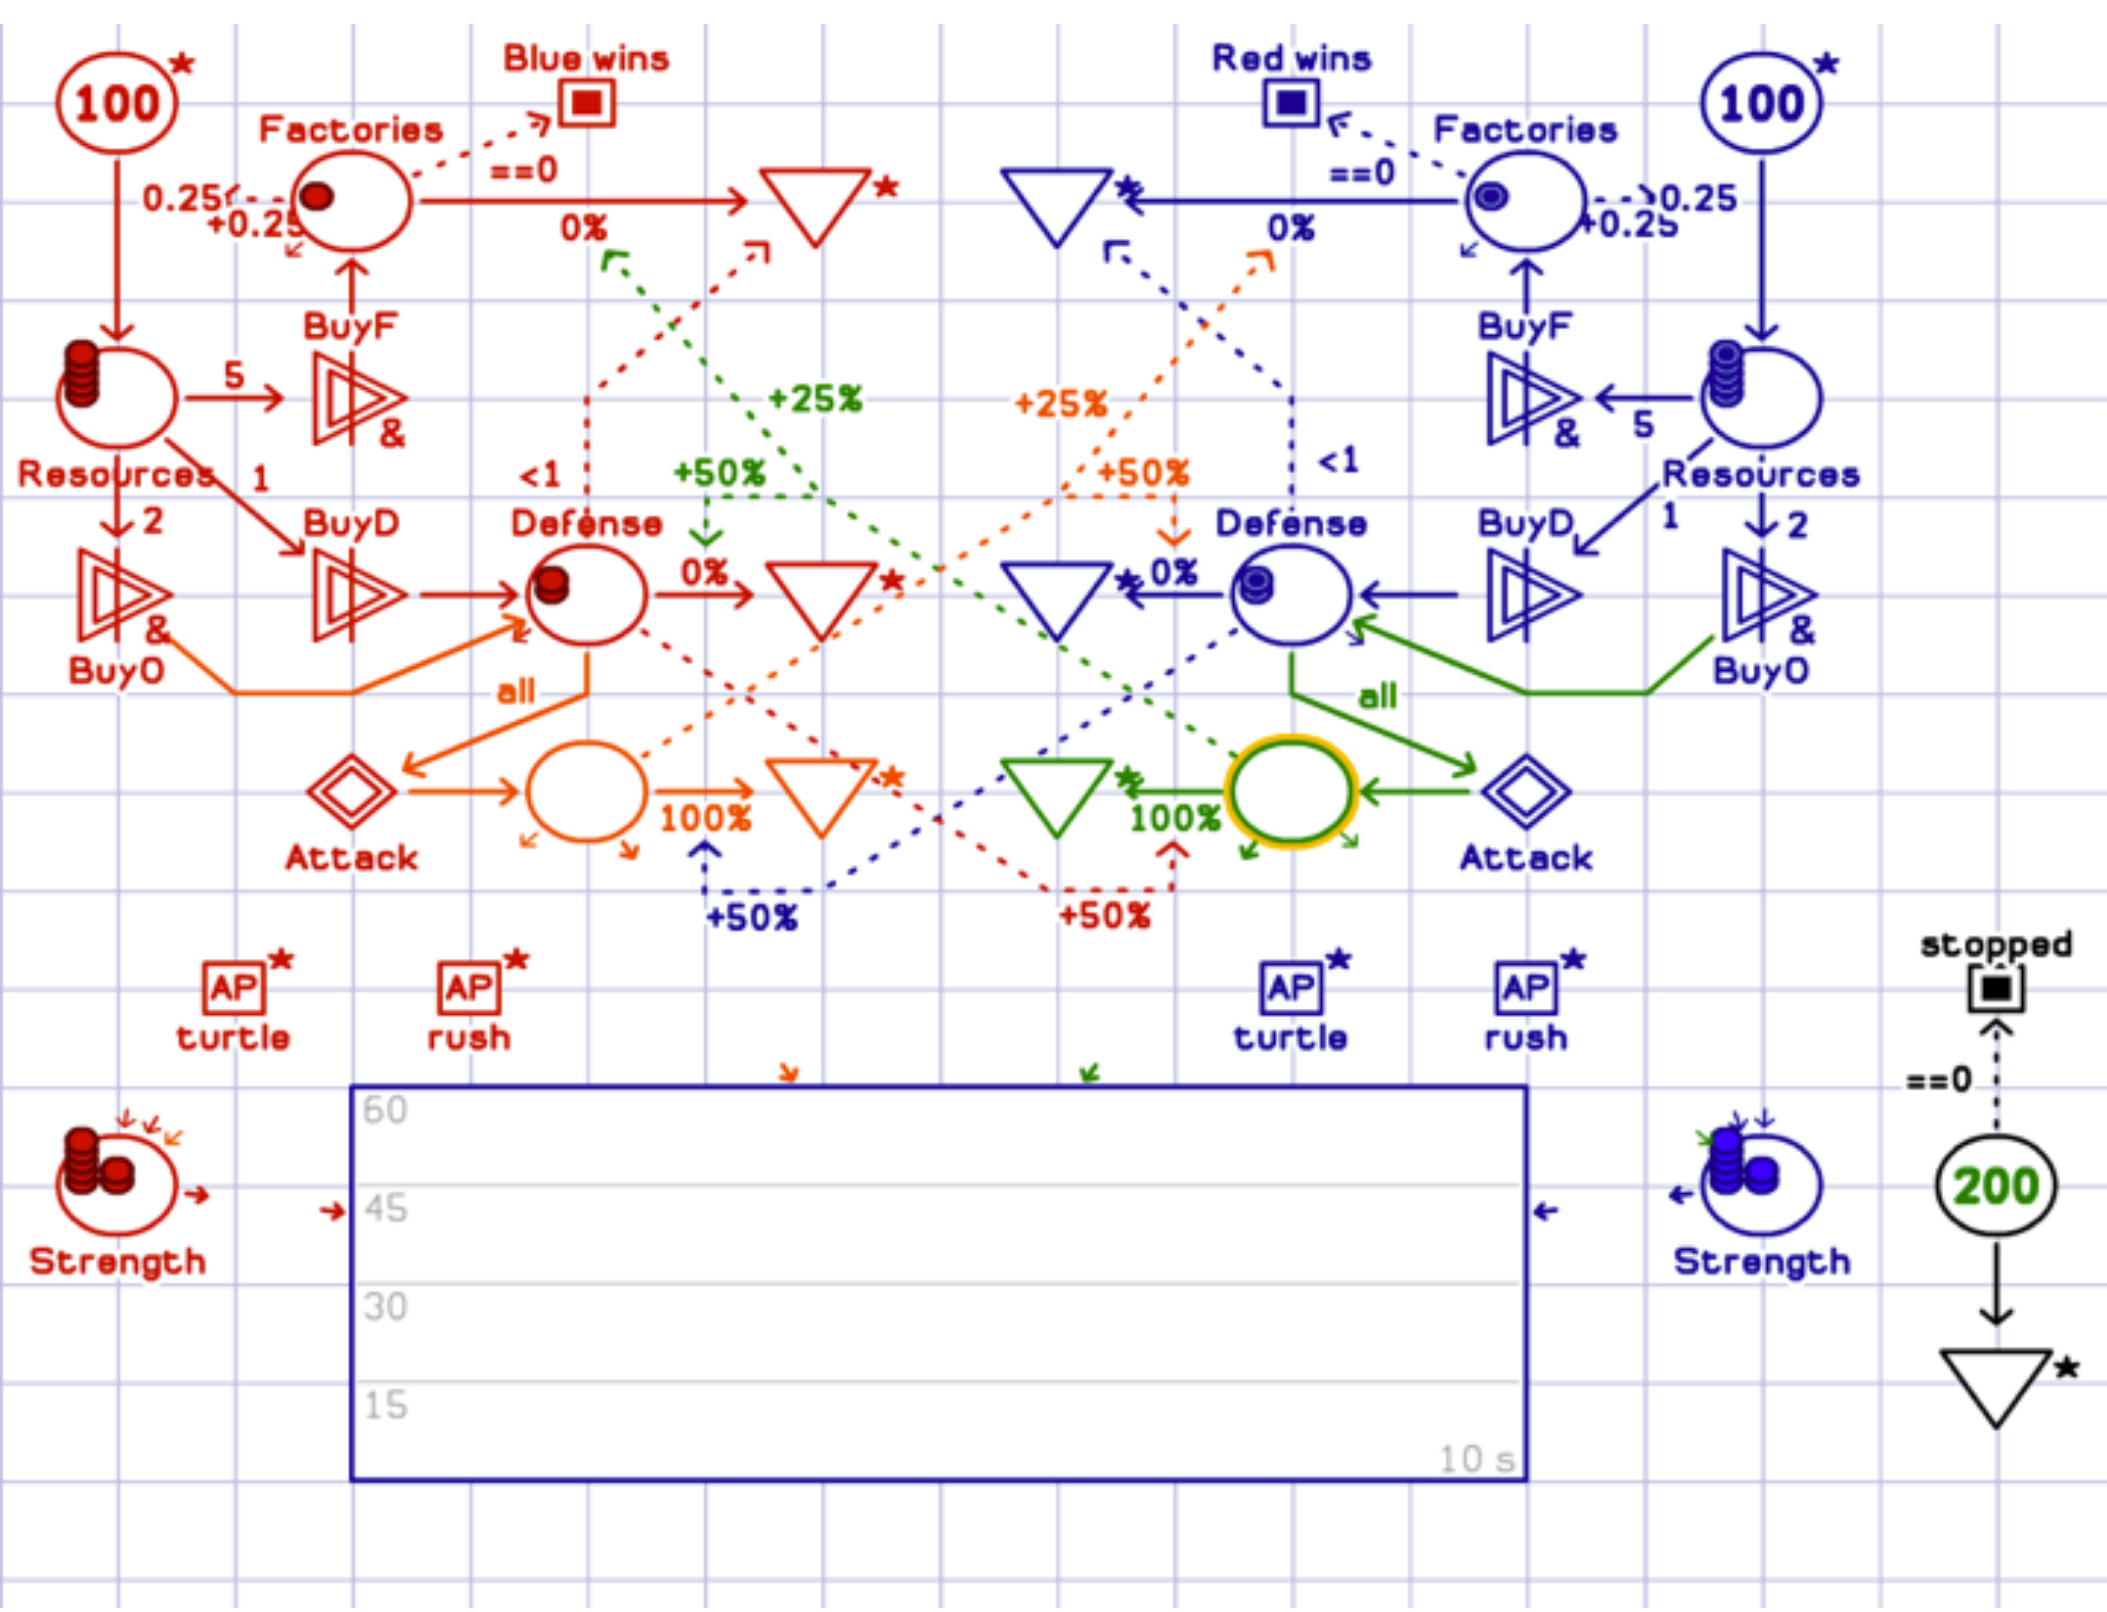 Blue wins
Red wins
100
100
Factories
Factories
==0
==0
0.25
+0.25
0.25
+0.25
0%
0%
BuyF
BuyF
5
&
+25%
+25%
&
5
Resources
1
<1
+50%
+50%
<1
Resources
2
BuyD
Defense
Defense
BuyD
1
2
0%
0%
&
&
BuyO
BuyO
all
all
100%
100%
Attack
Attack
+50%
+50%
stopped
AP
AP
AP
AP
turtle
rush
turtle
rush
==0
60
200
45
Strength
Strength
30
15
10 s